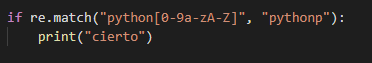 if re.match("python[0-9a-zA-Z]", "pythonp"):
    print("cierto")